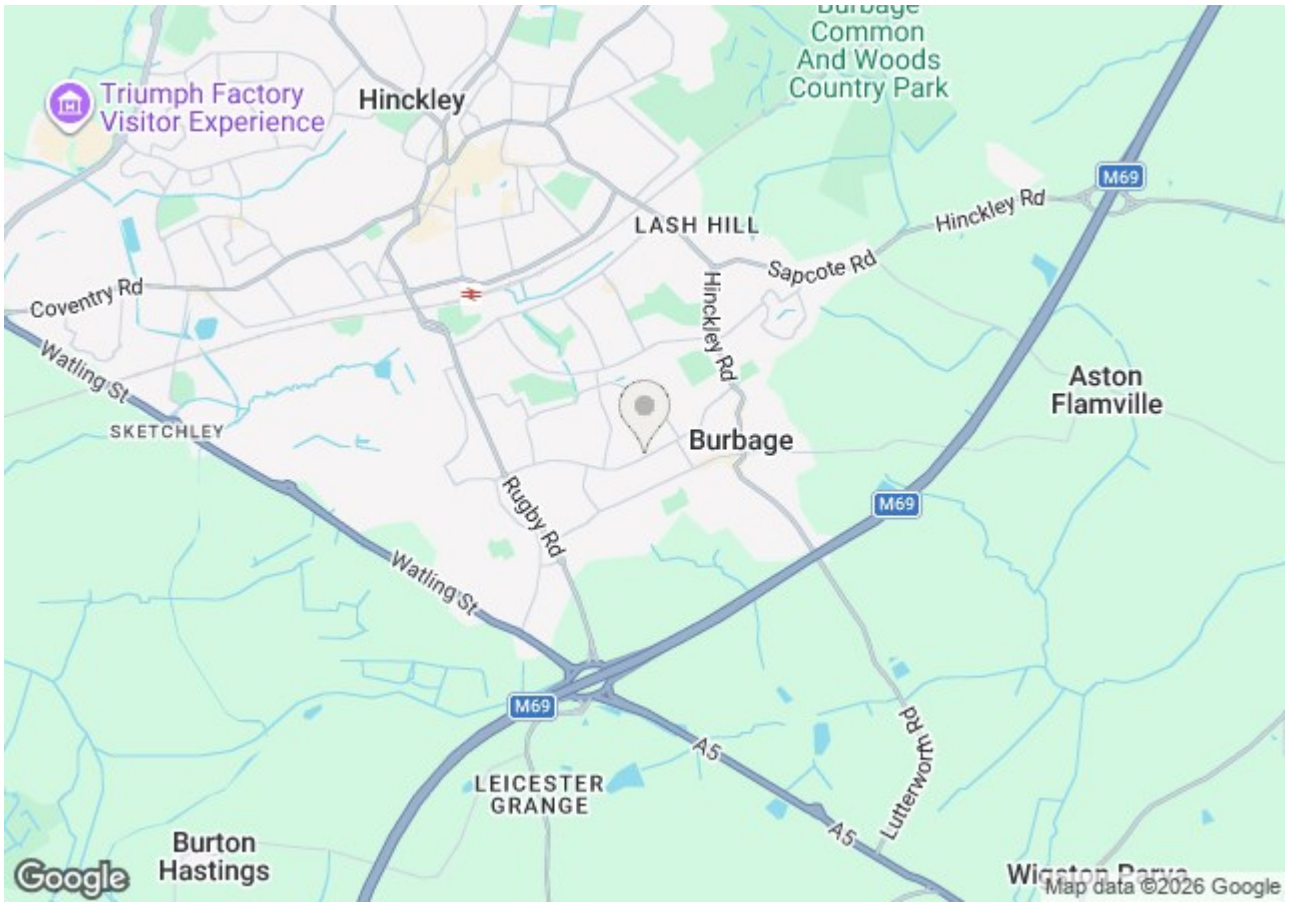 Burbage
Common
And Woods
Country Park
Triumph Factory
Visitor Experience
Hinckley
M69
Hinckley Rd
LASH HILL
Sapcote Rd
Coventry Rd
Hinckley Rd
Watling St
Aston
Flamville
SKETCHLEY
Burbage
Rugby Rd
M69
Watling St
M69
Lutterworth Rd
A5
LEICESTER
GRANGE
A5
Burton
Hastings
Wigston Parva
Google
Map data ©2026 Google